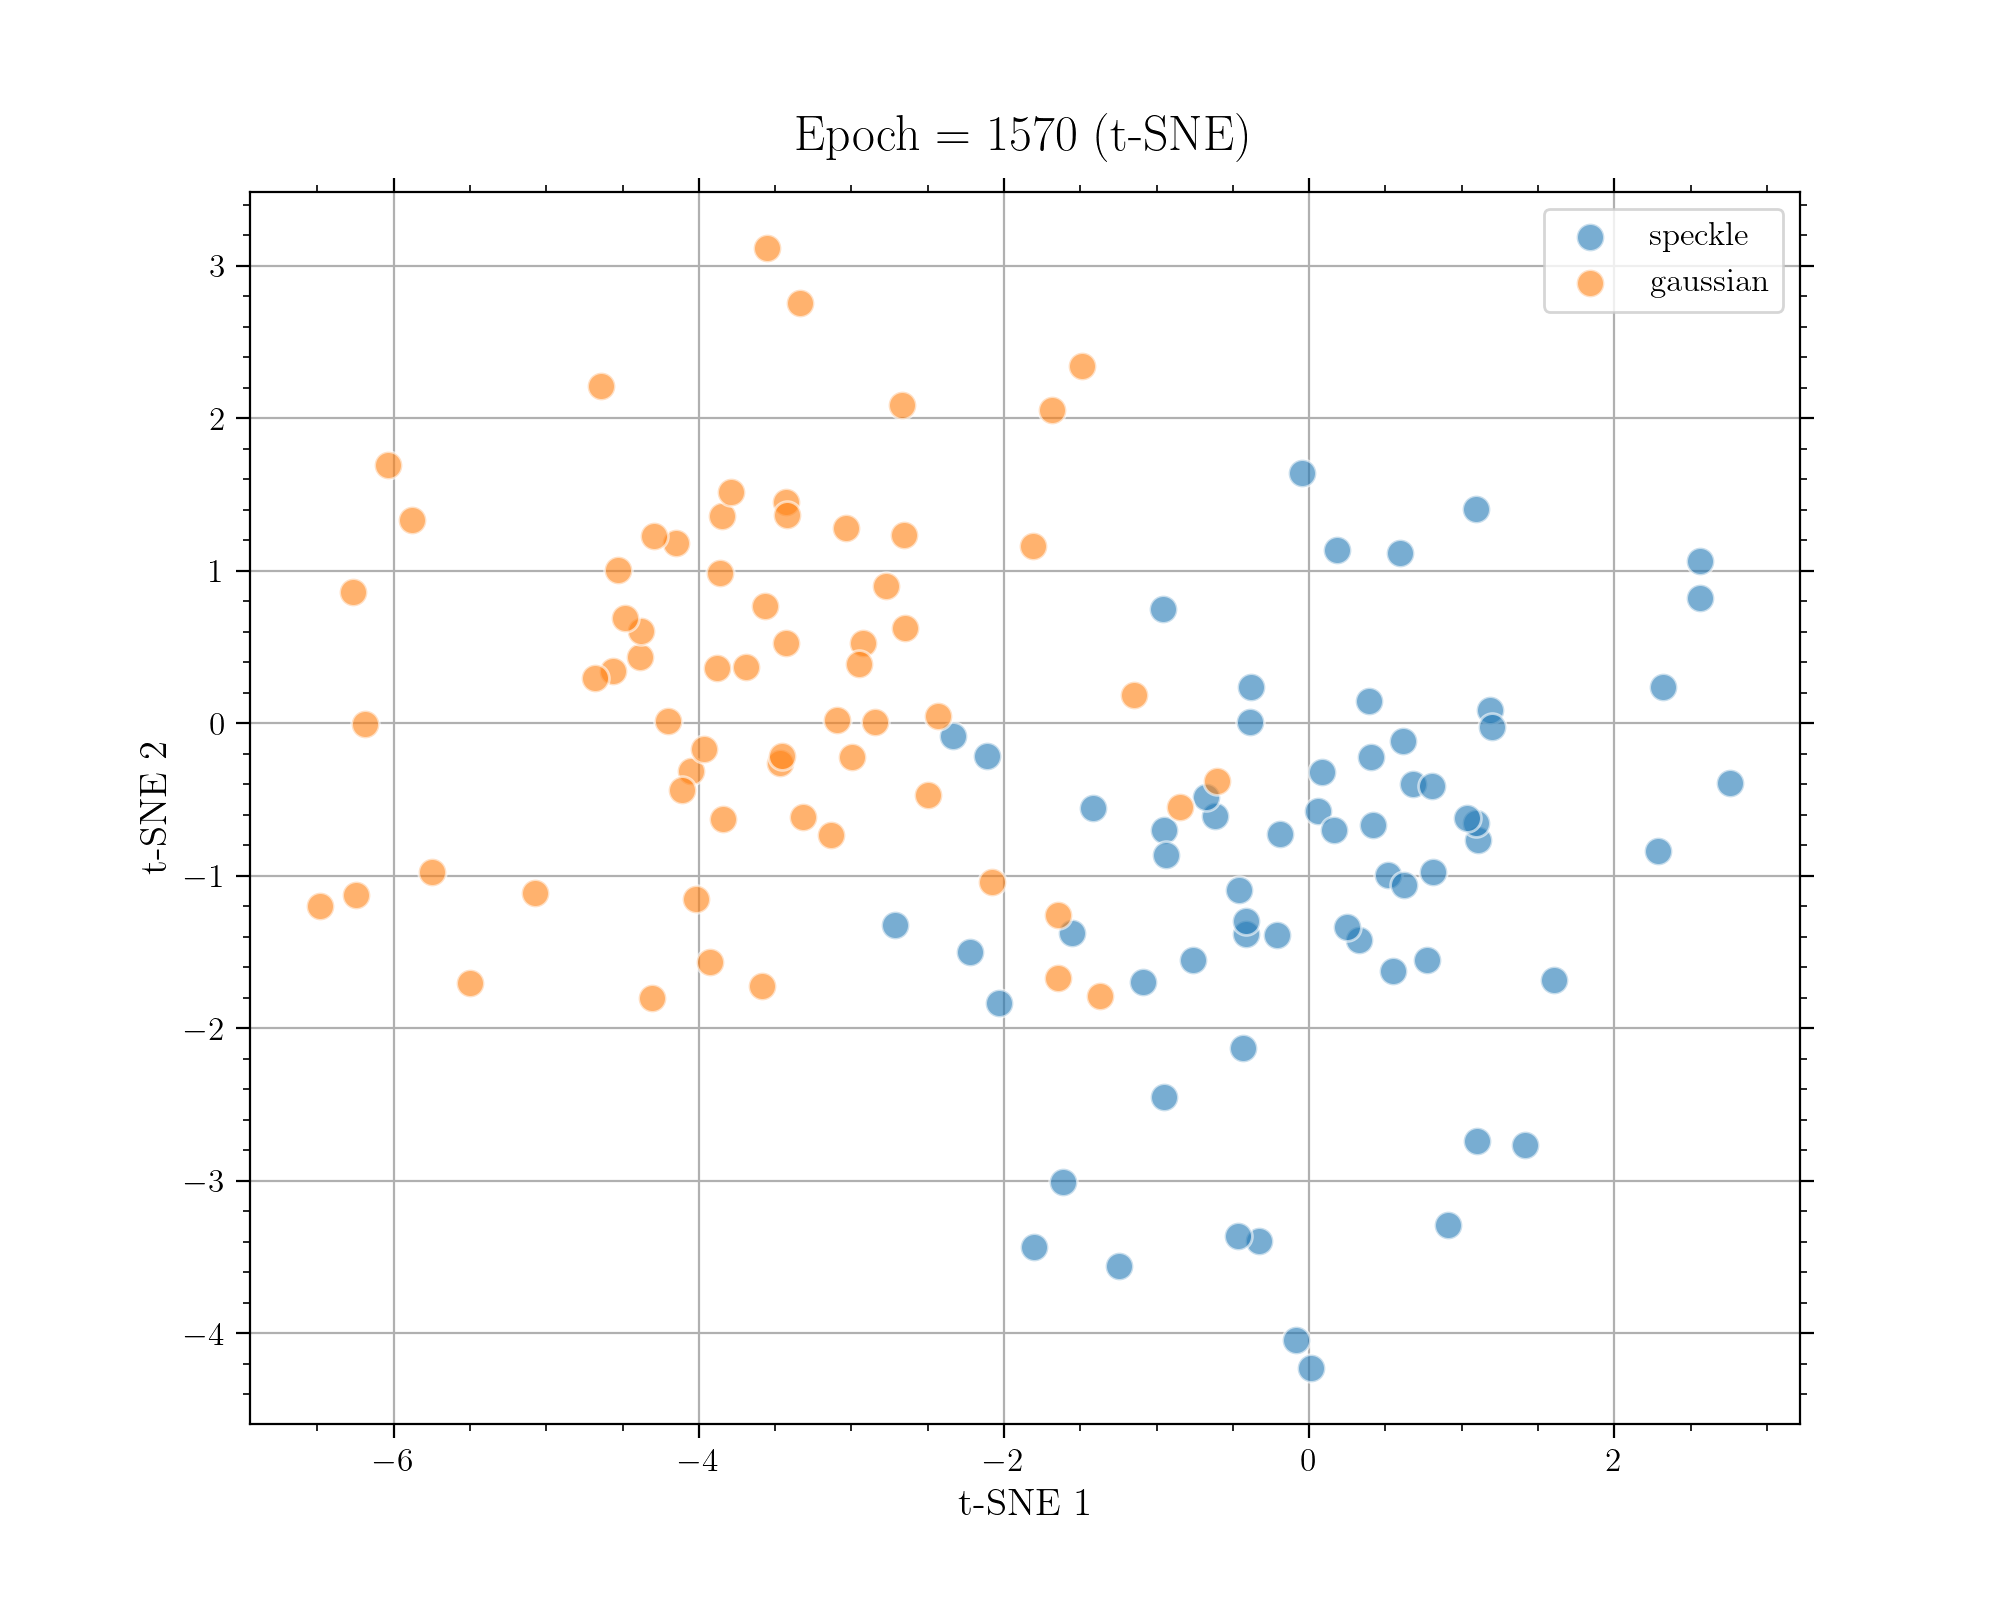 Epoch = 1570 (t-SNE)
speckle
gaussian
3
2
1
0
−1
−2
−3
−4
t-SNE 2
−6
−4
−2
0
2
t-SNE 1